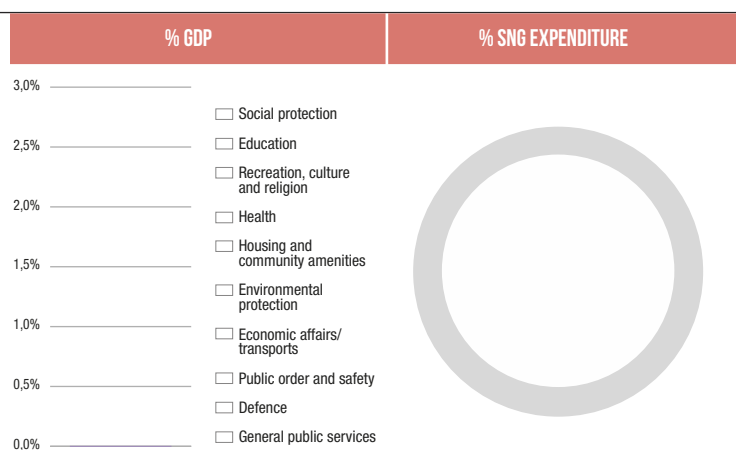 % GDP
% SNG EXPENDITURE
3,0%
2,5%
2,0%
1,5%
1,0%
0,5%
0,0%
Social protection
Education
Recreation, culture
and religion
Health
Housing and
community amenities
Environmental
protection
Economic affairs/
transports
Public order and safety
Defence
General public services